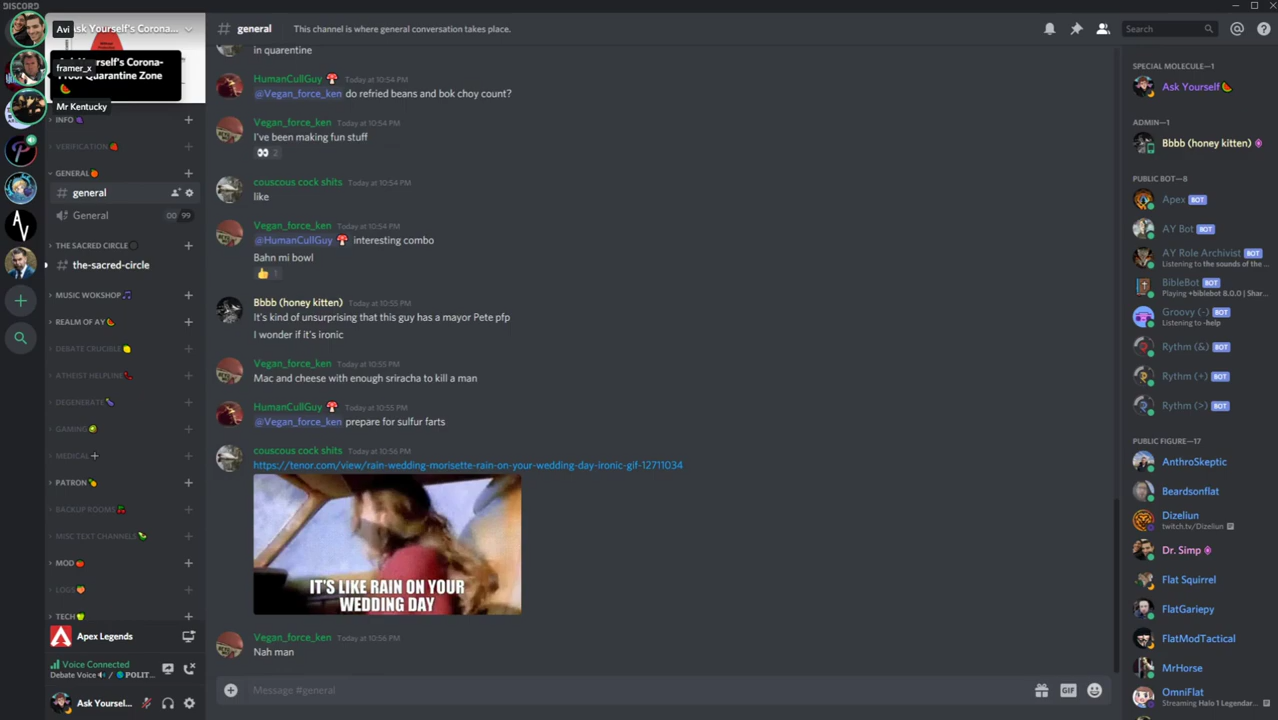 DISCORD
Avi
Ask Yourself's Corona...
framer_x
Ask Yourself's Corona-
Proof Quarantine Zone
Mr Kentucky
INFO
VERIFICATION
GENERAL
# general
General
00 99
THE SACRED CIRCLE
# the-sacred-circle
MUSIC WOKSHOP
REALM OF AY
DEBATE CRUCIBLE
ATHEIST HELPLINE
DEGENERATE
GAMING
MEDICAL
PATRON
BACKUP ROOMS
MISC TEXT CHANNELS
MOD
LOGS
TECH
Apex Legends
Voice Connected
Debate Voice / POLIT...
Ask Yoursel...
# general
This channel is where general conversation takes place.
Search
in quarentine
HumanCullGuy Today at 10:54 PM
@Vegan_force_ken do refried beans and bok choy count?
Vegan_force_ken Today at 10:54 PM
I've been making fun stuff
2
couscous cock shits Today at 10:54 PM
like
Vegan_force_ken Today at 10:54 PM
@HumanCullGuy interesting combo
Bahn mi bowl
1
Bbbb (honey kitten) Today at 10:55 PM
It's kind of unsurprising that this guy has a mayor Pete pfp
I wonder if it's ironic
Vegan_force_ken Today at 10:55 PM
Mac and cheese with enough sriracha to kill a man
HumanCullGuy Today at 10:55 PM
@Vegan_force_ken prepare for sulfur farts
couscous cock shits Today at 10:56 PM
https://tenor.com/view/rain-wedding-morisette-rain-on-your-wedding-day-ironic-gif-12711034
IT'S LIKE RAIN ON YOUR
WEDDING DAY
Vegan_force_ken Today at 10:56 PM
Nah man
Message #general
GIF
SPECIAL MOLECULE—1
Ask Yourself
ADMIN—1
Bbbb (honey kitten)
PUBLIC BOT—8
Apex BOT
AY Bot BOT
AY Role Archivist BOT
Listening to the sounds of the ...
BibleBot BOT
Playing +biblebot 8.0.0 | Shar...
Groovy (-) BOT
Listening to -help
Rythm (&) BOT
Rythm (+) BOT
Rythm (>) BOT
PUBLIC FIGURE—17
AnthroSkeptic
Beardsonflat
Dizeliun
twitch.tv/Dizeliun
Dr. Simp
Flat Squirrel
FlatGariepy
FlatModTactical
MrHorse
OmniFlat
Streaming Halo 1 Legendar...